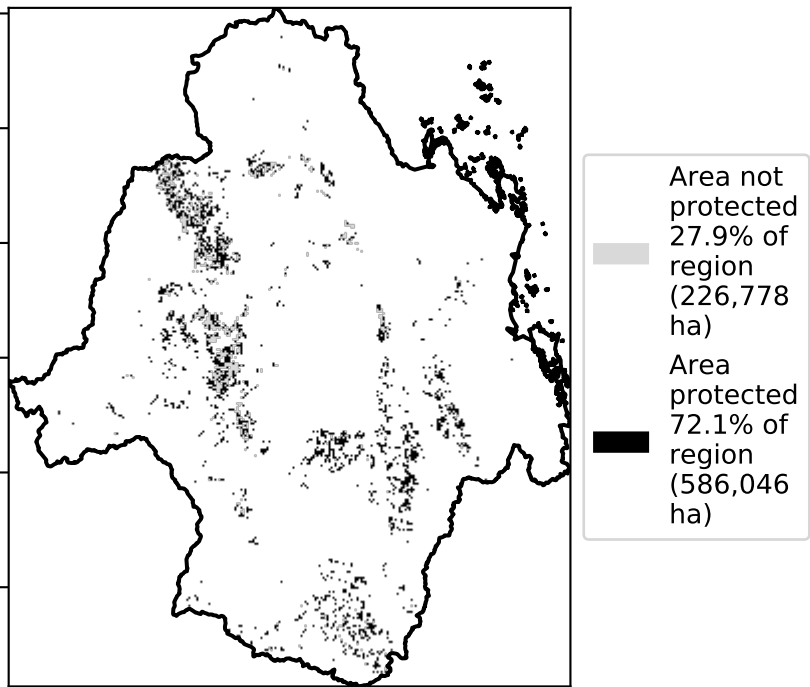 Area not
protected
27.9% of
region
(226,778
ha)
Area
protected
72.1% of
region
(586,046
ha)